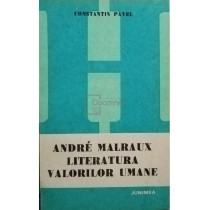 CONSTANTIN PAVEL
ANDRÉ MALRAUX
LITERATURA
VALORILOR UMANE
JUNIMEA